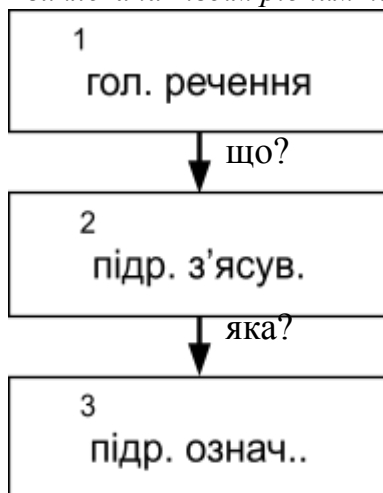 1
гол. речення
що?
2
підр. з’ясув.
яка?
3
підр. означ..